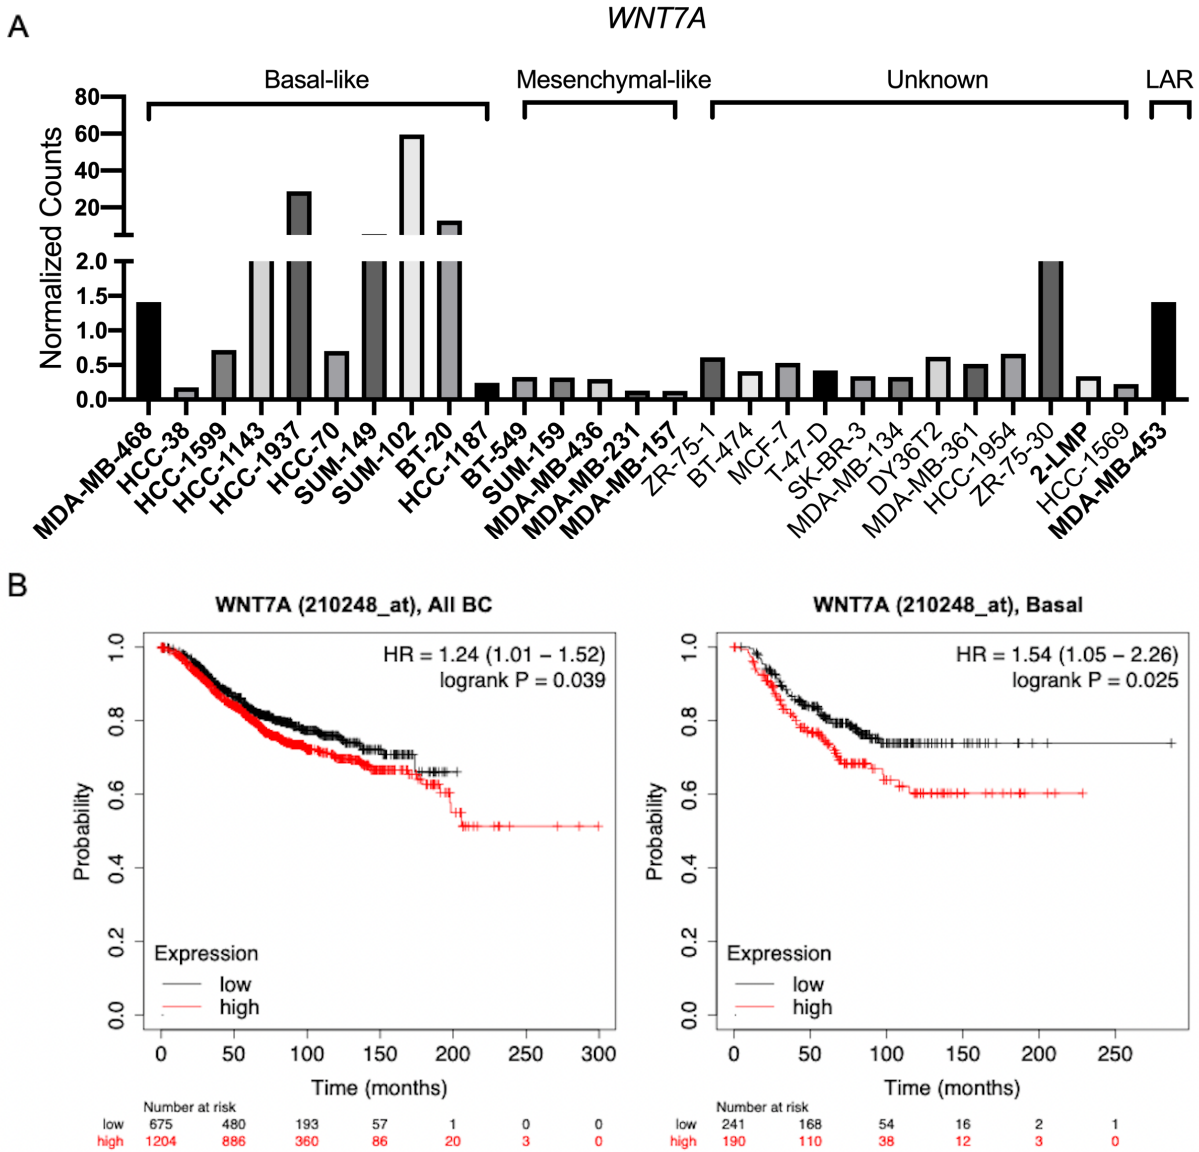 A
WNT7A
Basal-like
Mesenchymal-like
Unknown
LAR
Normalized Counts
80
60
40
20
2.0
1.5
1.0
0.5
0.0
MDA-MB-468
HCC-38
HCC-1599
HCC-1143
HCC-1937
HCC-70
SUM-149
SUM-102
BT-20
HCC-1187
BT-549
SUM-159
MDA-MB-436
MDA-MB-231
MDA-MB-157
ZR-75-1
BT-474
MCF-7
T-47-D
SK-BR-3
MDA-MB-134
DY36T2
MDA-MB-361
HCC-1954
ZR-75-30
2-LMP
HCC-1569
MDA-MB-453
B
WNT7A (210248_at), All BC
HR = 1.24 (1.01 − 1.52)
logrank P = 0.039
Probability
1.0
0.8
0.6
0.4
0.2
0.0
Expression
low
high
0 50 100 150 200 250 300
Time (months)
Number at risk
low 675 480 193 57 1 0 0
high 1204 886 360 86 20 3 0
WNT7A (210248_at), Basal
HR = 1.54 (1.05 − 2.26)
logrank P = 0.025
Probability
1.0
0.8
0.6
0.4
0.2
0.0
Expression
low
high
0 50 100 150 200 250
Time (months)
Number at risk
low 241 168 54 16 2 1
high 190 110 38 12 3 0